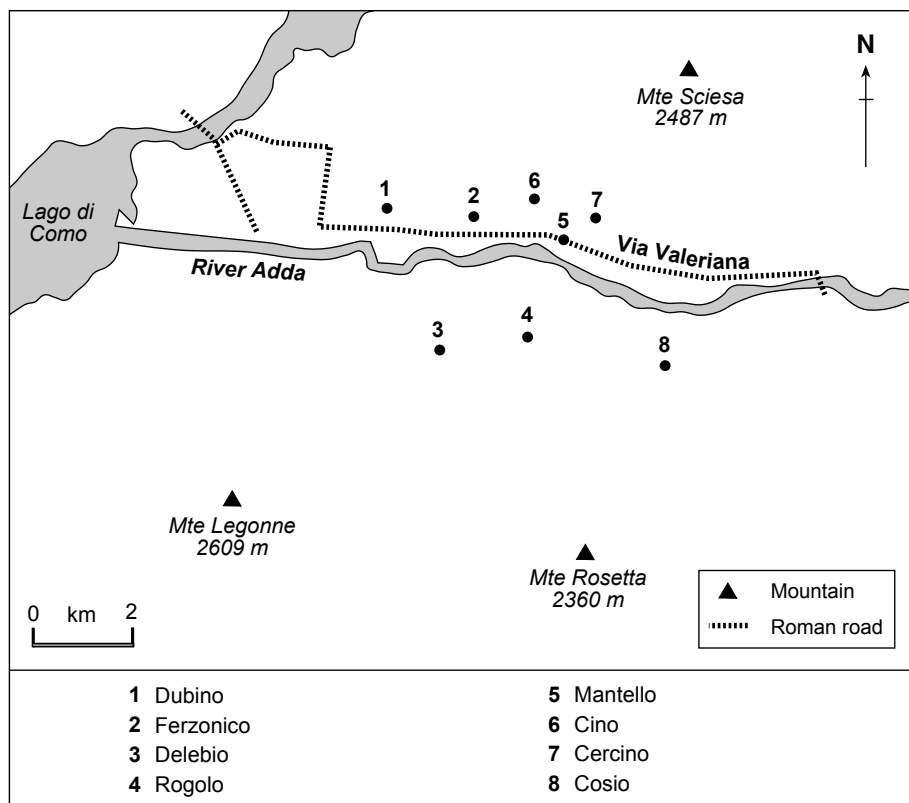 N
Mte Sciesa
2487 m
6
1
2
7
Lago di
Como
5
Via Valeriana
River Adda
4
3
8
Mte Legonne
2609 m
Mte Rosetta
2360 m
0 km 2
Mountain
Roman road
1 Dubino
2 Ferzonico
3 Delebio
4 Rogolo
5 Mantello
6 Cino
7 Cercino
8 Cosio